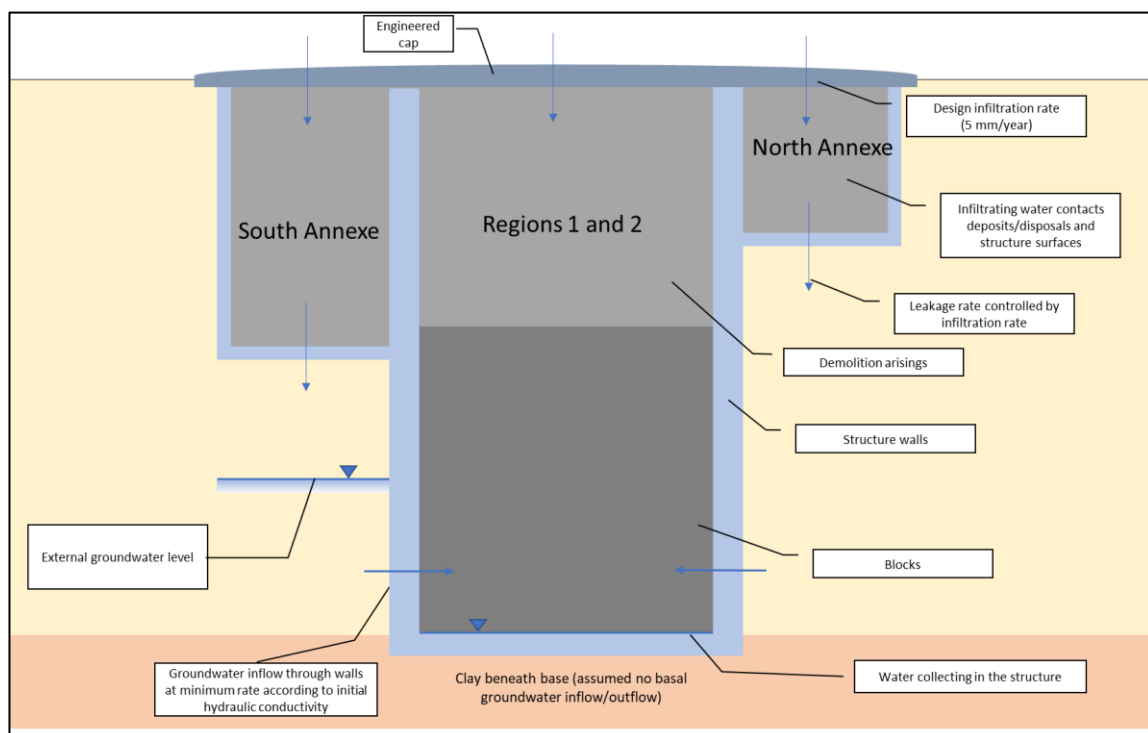 Engineered
cap
Design infiltration rate
(5 mm/year)
North Annexe
South Annexe
Regions 1 and 2
Infiltrating water contacts
deposits/disposals and
structure surfaces
Leakage rate controlled by
infiltration rate
Demolition arisings
Structure walls
External groundwater level
Blocks
Groundwater inflow through walls
at minimum rate according to initial
hydraulic conductivity
Clay beneath base (assumed no basal
groundwater inflow/outflow)
Water collecting in the structure